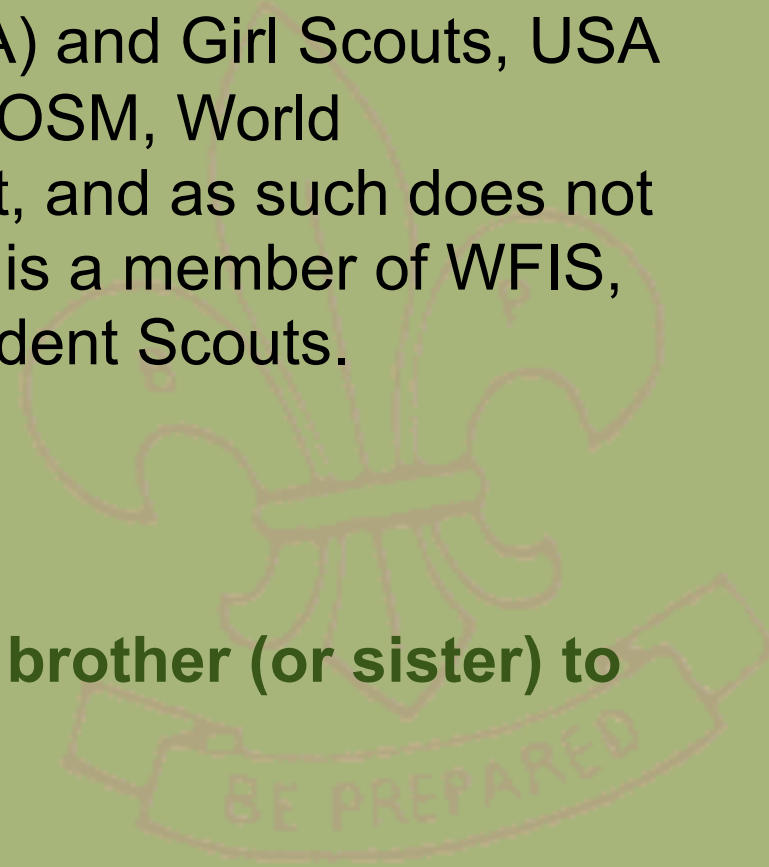 A) and Girl Scouts, USA
OSM, World
t, and as such does not
is a member of WFIS,
dent Scouts.
brother (or sister) to
BE PREPARED